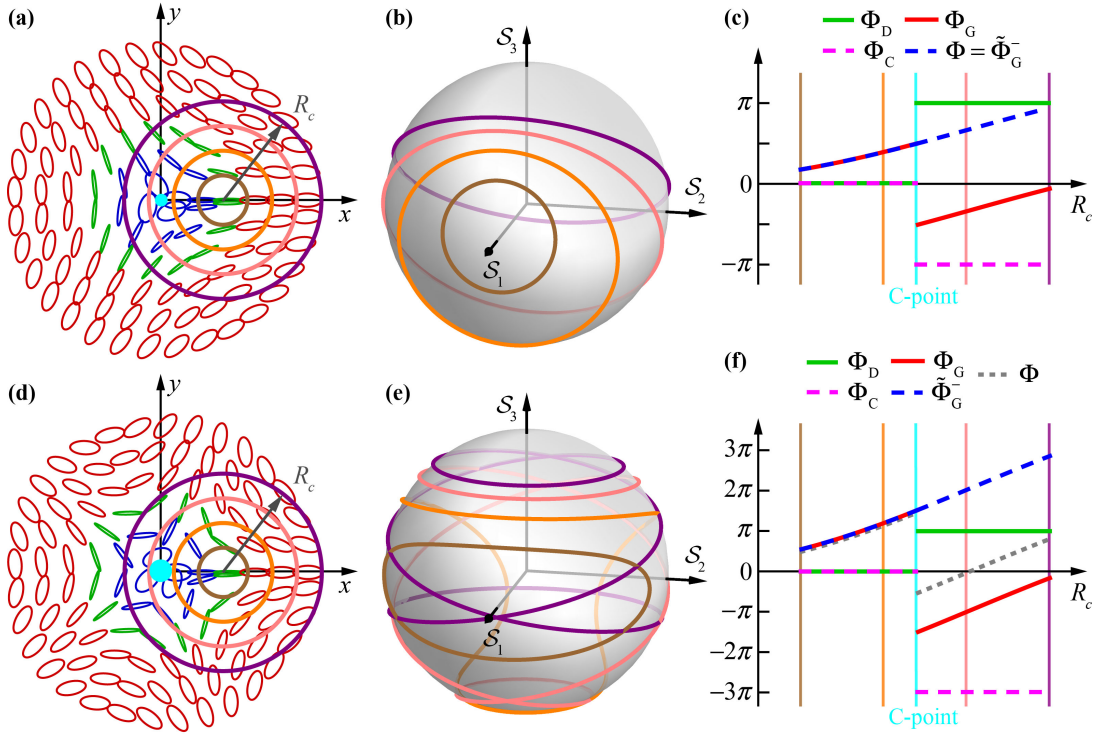 (a)
y
R_c
x
(b)
𝒮_3
𝒮_2
𝒮_1
(c)
Φ_D Φ_G
Φ_C Φ = Φ̃_G^−
π
0
−π
R_c
C-point
(d)
y
R_c
x
(e)
𝒮_3
𝒮_2
𝒮_1
(f)
Φ_D Φ_G Φ
Φ_C Φ̃_G^−
3π
2π
π
0
−π
−2π
−3π
R_c
C-point